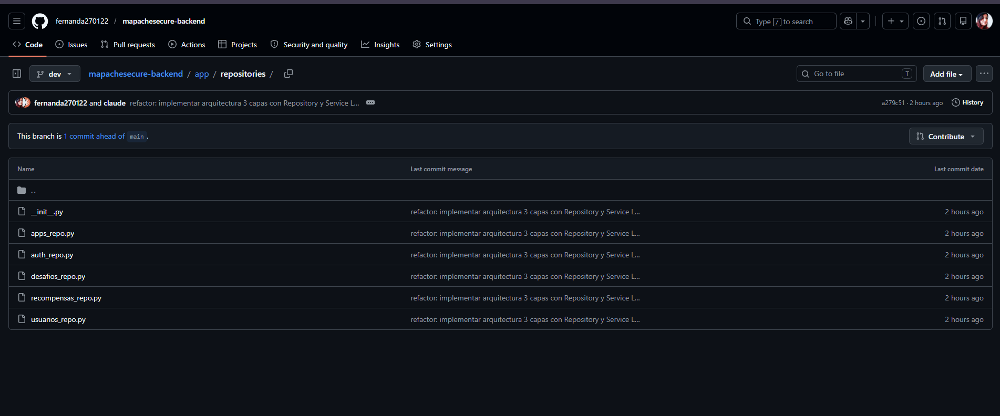 fernanda270122 / mapachesecure-backend
Type / to search
Code Issues Pull requests Actions Projects Security and quality Insights Settings
dev mapachesecure-backend / app / repositories /
Go to file T
Add file
fernanda270122 and claude refactor: implementar arquitectura 3 capas con Repository y Service L...
a279c51 · 2 hours ago History
This branch is 1 commit ahead of main .
Contribute
Name Last commit message Last commit date
..
__init__.py refactor: implementar arquitectura 3 capas con Repository y Service L... 2 hours ago
apps_repo.py refactor: implementar arquitectura 3 capas con Repository y Service L... 2 hours ago
auth_repo.py refactor: implementar arquitectura 3 capas con Repository y Service L... 2 hours ago
desafios_repo.py refactor: implementar arquitectura 3 capas con Repository y Service L... 2 hours ago
recompensas_repo.py refactor: implementar arquitectura 3 capas con Repository y Service L... 2 hours ago
usuarios_repo.py refactor: implementar arquitectura 3 capas con Repository y Service L... 2 hours ago